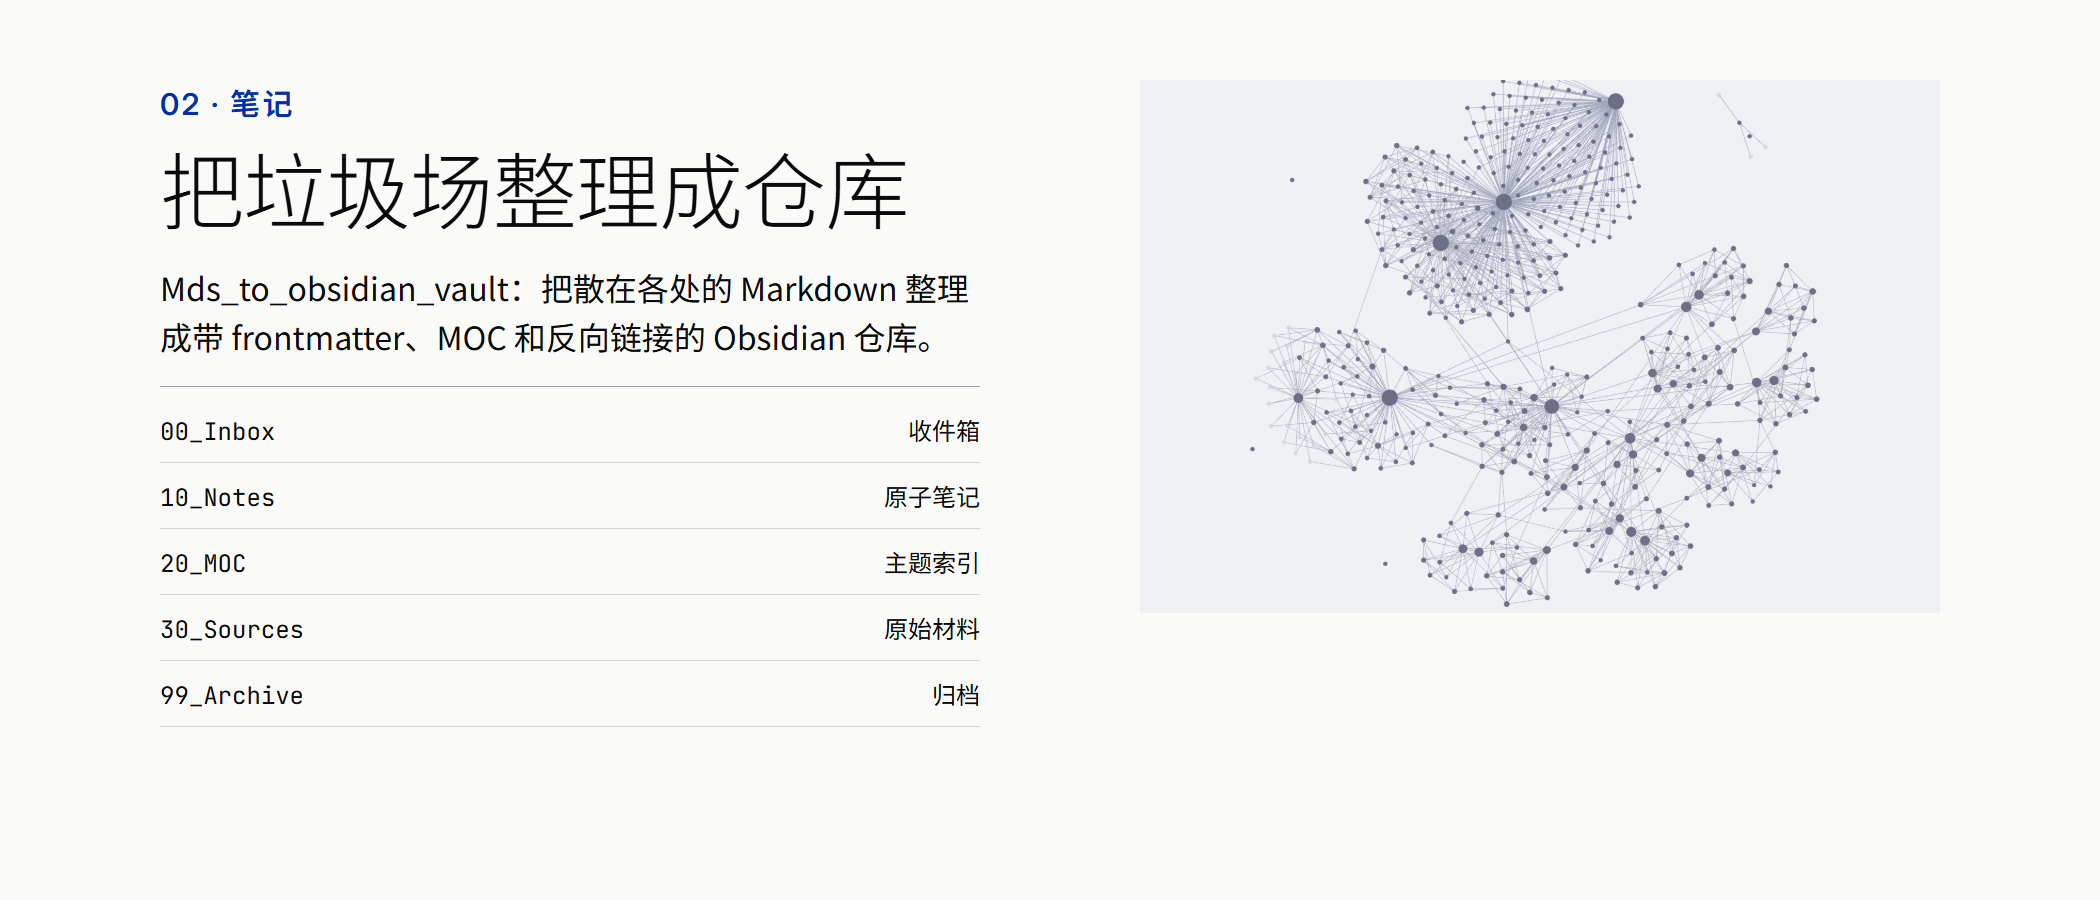 02 · 笔记
把垃圾场整理成仓库
Mds_to_obsidian_vault：把散在各处的 Markdown 整理
成带 frontmatter、MOC 和反向链接的 Obsidian 仓库。
00_Inbox 收件箱
10_Notes 原子笔记
20_MOC 主题索引
30_Sources 原始材料
99_Archive 归档